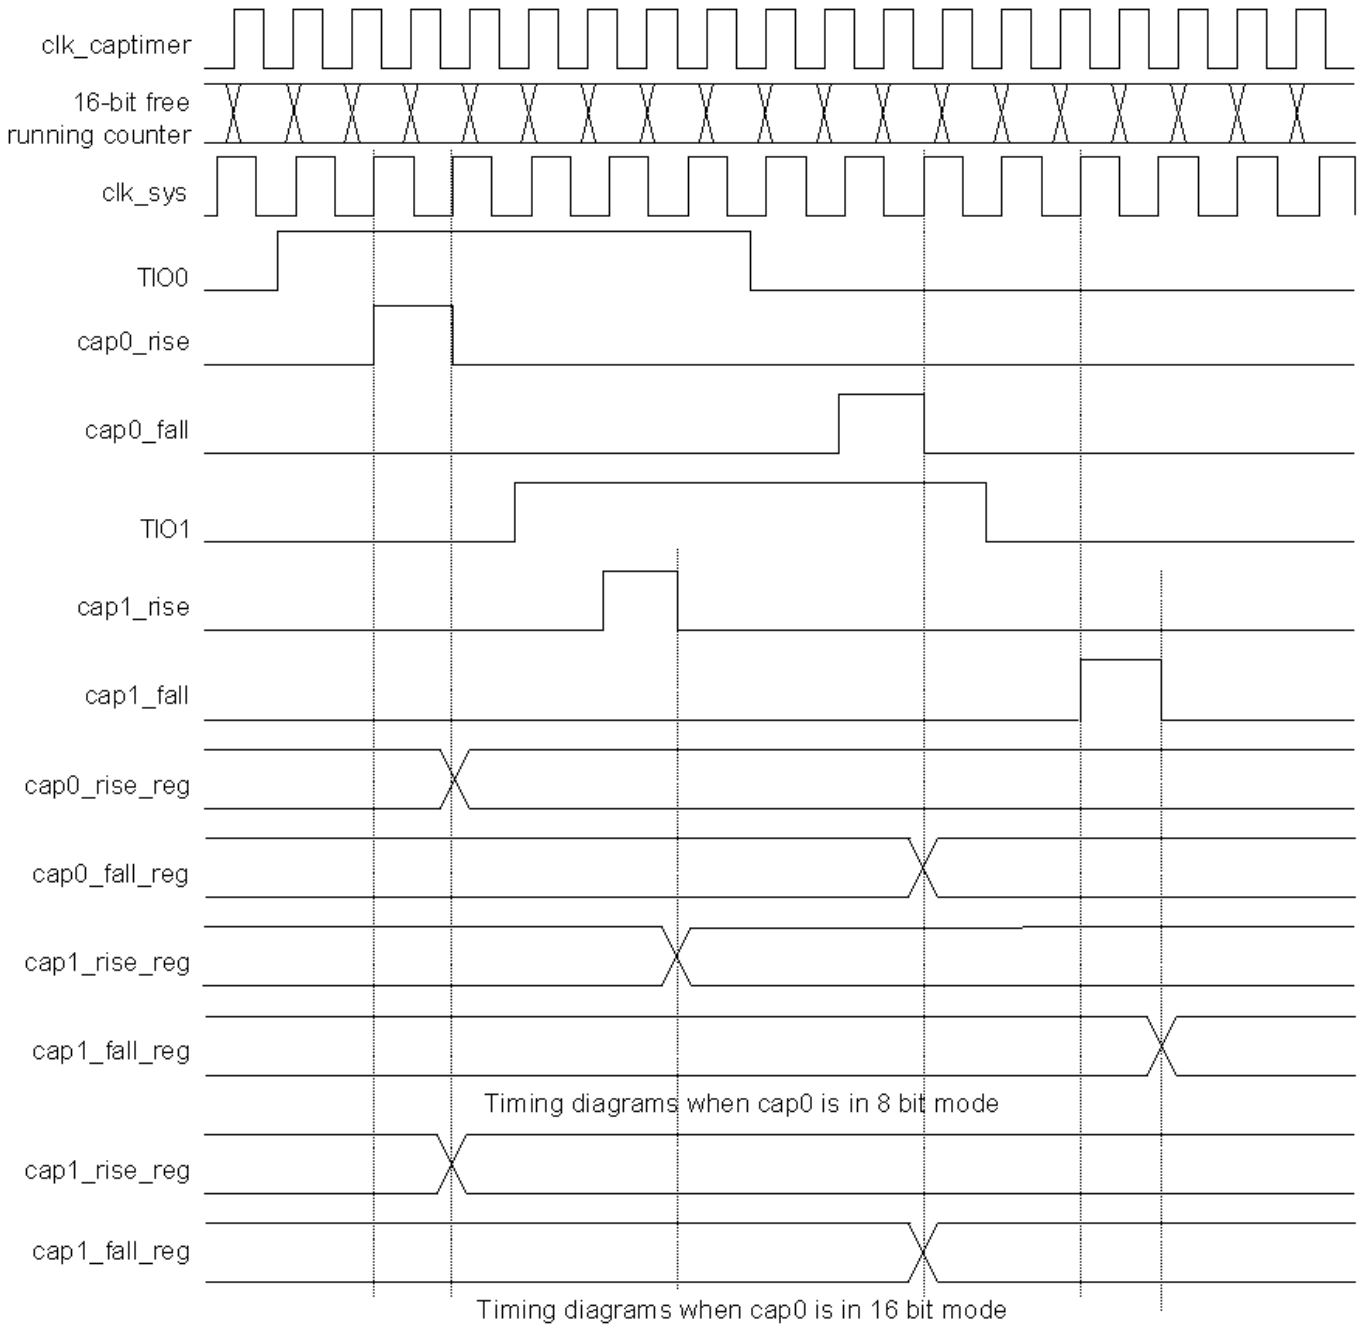 clk_captimer
16-bit free
running counter
clk_sys
TIO0
cap0_rise
cap0_fall
TIO1
cap1_rise
cap1_fall
cap0_rise_reg
cap0_fall_reg
cap1_rise_reg
cap1_fall_reg
Timing diagrams when cap0 is in 8 bit mode
cap1_rise_reg
cap1_fall_reg
Timing diagrams when cap0 is in 16 bit mode